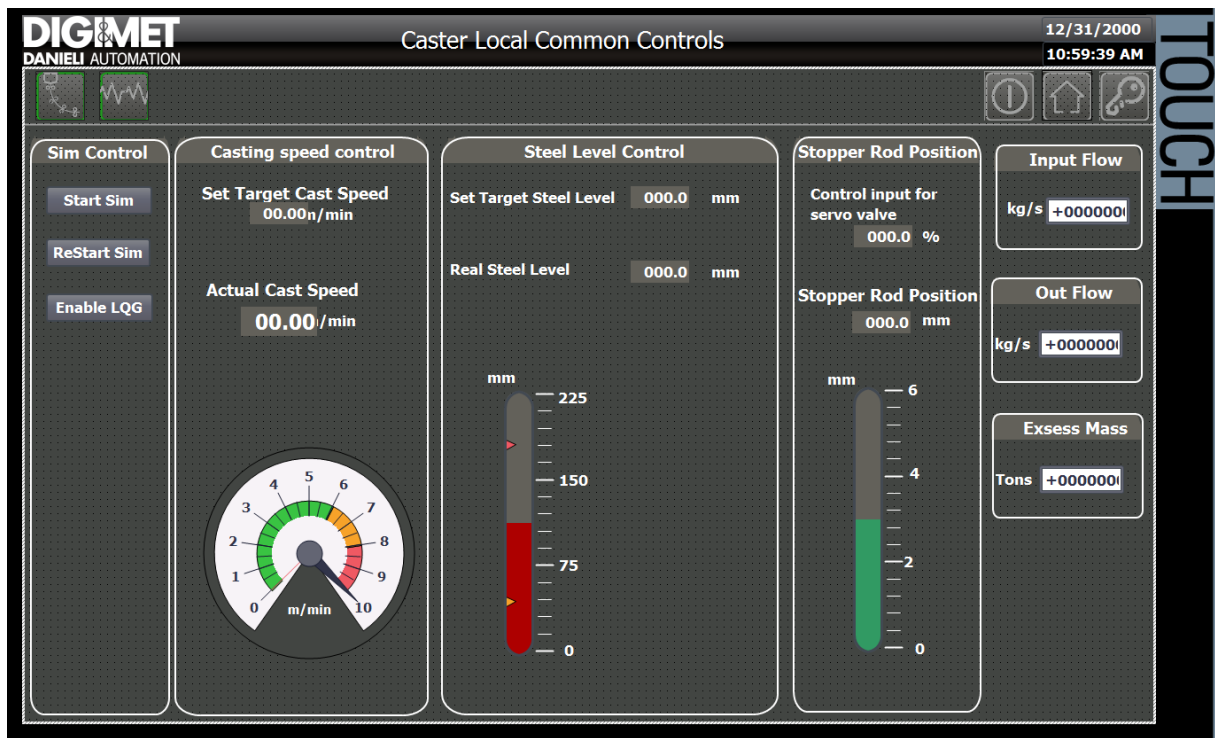 DIGI&MET
DANIELI AUTOMATION
Caster Local Common Controls
12/31/2000
10:59:39 AM
TOUCH
Sim Control
Start Sim
ReStart Sim
Enable LQG
Casting speed control
Set Target Cast Speed
00.00n/min
Actual Cast Speed
00.00/min
0
1
2
3
4
5
6
7
8
9
10
m/min
Steel Level Control
Set Target Steel Level 000.0 mm
Real Steel Level 000.0 mm
mm
225
150
75
0
Stopper Rod Position
Control input for
servo valve
000.0 %
Stopper Rod Position
000.0 mm
mm
6
4
2
0
Input Flow
kg/s +000000
Out Flow
kg/s +000000
Exsess Mass
Tons +000000